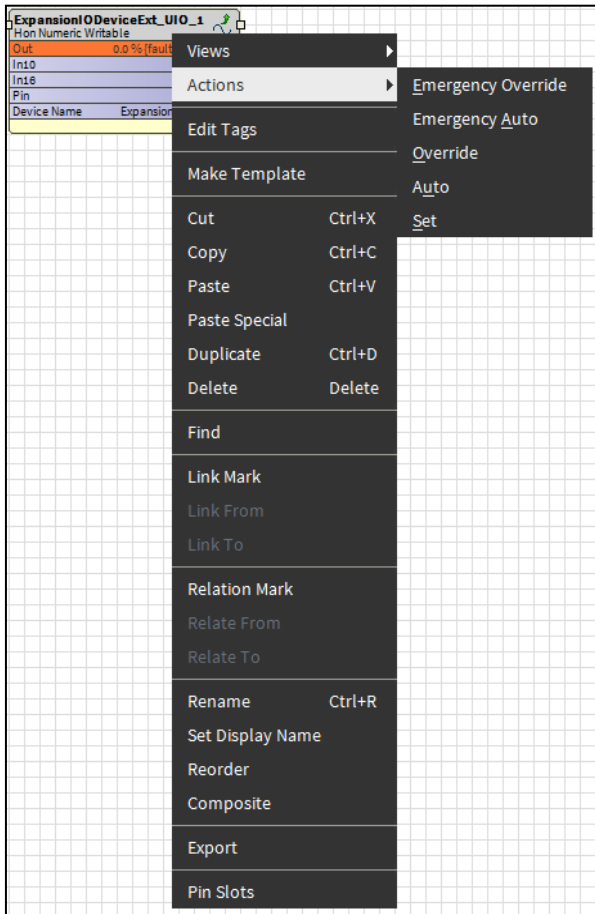 ExpansionIODeviceExt_UIO_1
Hon Numeric Writable
Out 0.0 % {fault
In10
In16
Pin
Device Name Expansion
Views
Actions
Edit Tags
Make Template
Cut Ctrl+X
Copy Ctrl+C
Paste Ctrl+V
Paste Special
Duplicate Ctrl+D
Delete Delete
Find
Link Mark
Link From
Link To
Relation Mark
Relate From
Relate To
Rename Ctrl+R
Set Display Name
Reorder
Composite
Export
Pin Slots
Emergency Override
Emergency Auto
Override
Auto
Set